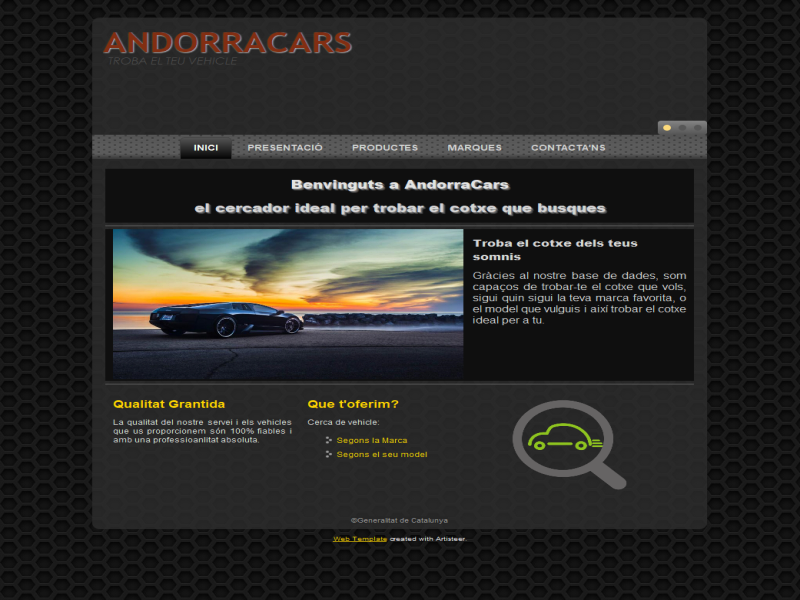 ANDORRACARS
TROBA EL TEU VEHICLE
INICI PRESENTACIÓ PRODUCTES MARQUES CONTACTA'NS
Benvinguts a AndorraCars
el cercador ideal per trobar el cotxe que busques
Troba el cotxe dels teus
somnis
Gràcies al nostre base de dades, som
capaços de trobar-te el cotxe que vols,
sigui quin sigui la teva marca favorita, o
el model que vulguis i així trobar el cotxe
ideal per a tu.
Qualitat Grantida
La qualitat del nostre servei i els vehicles
que us proporcionem són 100% fiables i
amb una professioanlitat absoluta.
Que t'oferim?
Cerca de vehicle:
Segons la Marca
Segons el seu model
©Generalitat de Catalunya
Web Template created with Artisteer.